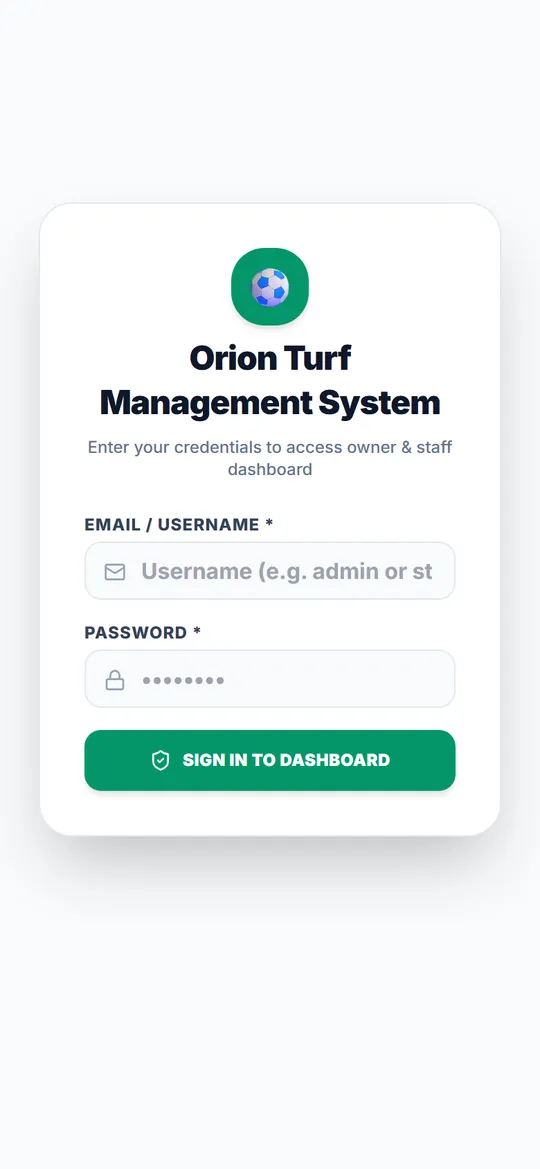 Orion Turf
Management System
Enter your credentials to access owner & staff
dashboard
EMAIL / USERNAME *
Username (e.g. admin or st
PASSWORD *
••••••••
SIGN IN TO DASHBOARD